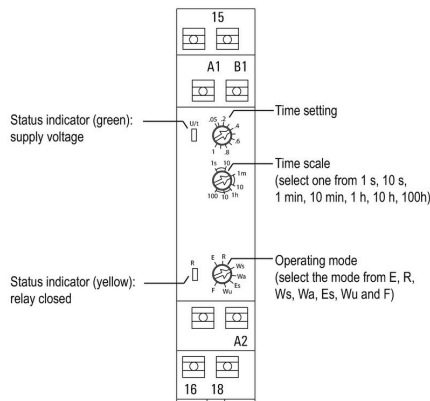 15
A1 B1
Status indicator (green):
supply voltage
U/t
.05 .2 .4 .6 .8 1
Time setting
1s 10 1m 10 1h 10 100
Time scale
(select one from 1 s, 10 s,
1 min, 10 min, 1 h, 10 h, 100h)
Status indicator (yellow):
relay closed
R
E R Ws Wa Es Wu F
Operating mode
(select the mode from E, R,
Ws, Wa, Es, Wu and F)
A2
16 18